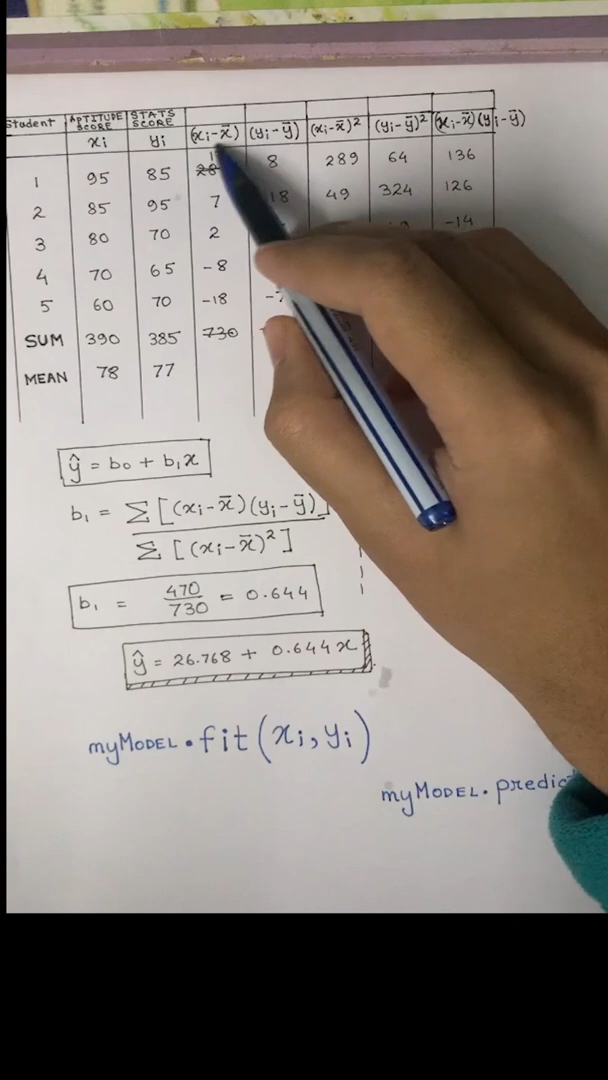 Student APTITUDE SCORE STATS SCORE
xi yi (xi-x̄) (yi-ȳ) (xi-x̄)² (yi-ȳ)² (xi-x̄)(yi-ȳ)
1 95 85 8 289 64 136
2 85 95 7 18 49 324 126
3 80 70 2 -14
4 70 65 -8
5 60 70 -18 -7
SUM 390 385 730
MEAN 78 77
ŷ = b0 + b1x
b1 = Σ[(xi-x̄)(yi-ȳ)]
Σ[(xi-x̄)²]
b1 = 470/730 = 0.644
ŷ = 26.768 + 0.644x
myMODEL.fit(xi,yi)
myMODEL.predic